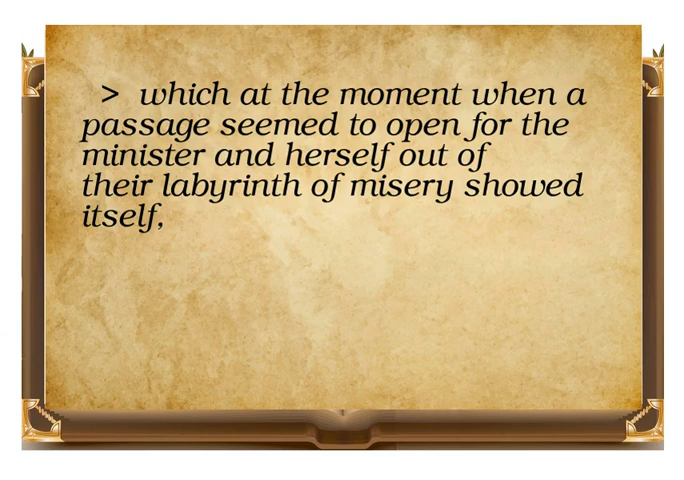 > which at the moment when a
passage seemed to open for the
minister and herself out of
their labyrinth of misery showed
itself,